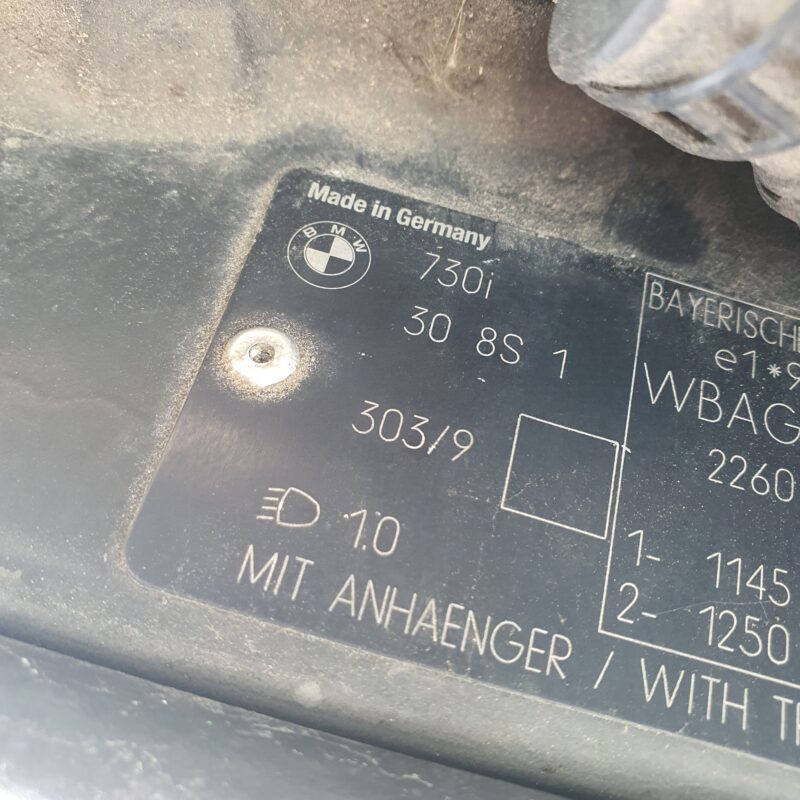 Made in Germany
BMW
730i
30 8S 1
303/9
1.0
MIT ANHAENGER / WITH
BAYERISCH
e1*9
WBAG
2260
1- 1145
2- 1250